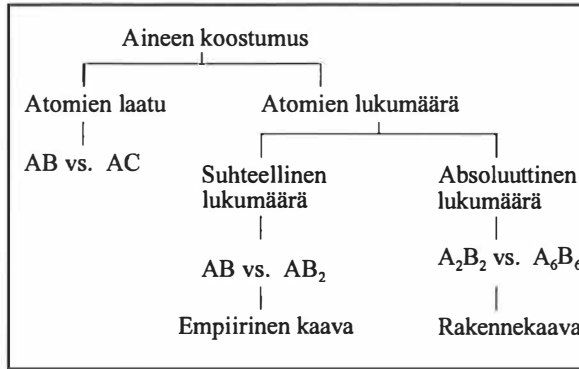 Aineen koostumus
Atomien laatu
Atomien lukumäärä
AB vs. AC
Suhteellinen
lukumäärä
Absoluuttinen
lukumäärä
AB vs. AB₂
A₂B₂ vs. A₆B₆
Empiirinen kaava
Rakennekaava